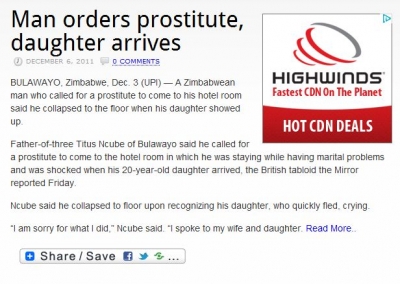 Man orders prostitute,
daughter arrives
DECEMBER 6, 2011 0 COMMENTS
BULAWAYO, Zimbabwe, Dec. 3 (UPI) — A Zimbabwean
man who called for a prostitute to come to his hotel room
said he collapsed to the floor when his daughter showed
up.
Father-of-three Titus Ncube of Bulawayo said he called for
a prostitute to come to the hotel room in which he was staying while having marital problems
and was shocked when his 20-year-old daughter arrived, the British tabloid the Mirror
reported Friday.
Ncube said he collapsed to floor upon recognizing his daughter, who quickly fled, crying.
“I am sorry for what I did,” Ncube said. “I spoke to my wife and daughter. Read More..
Share / Save f ...
HIGHWINDS
Fastest CDN On The Planet
HOT CDN DEALS